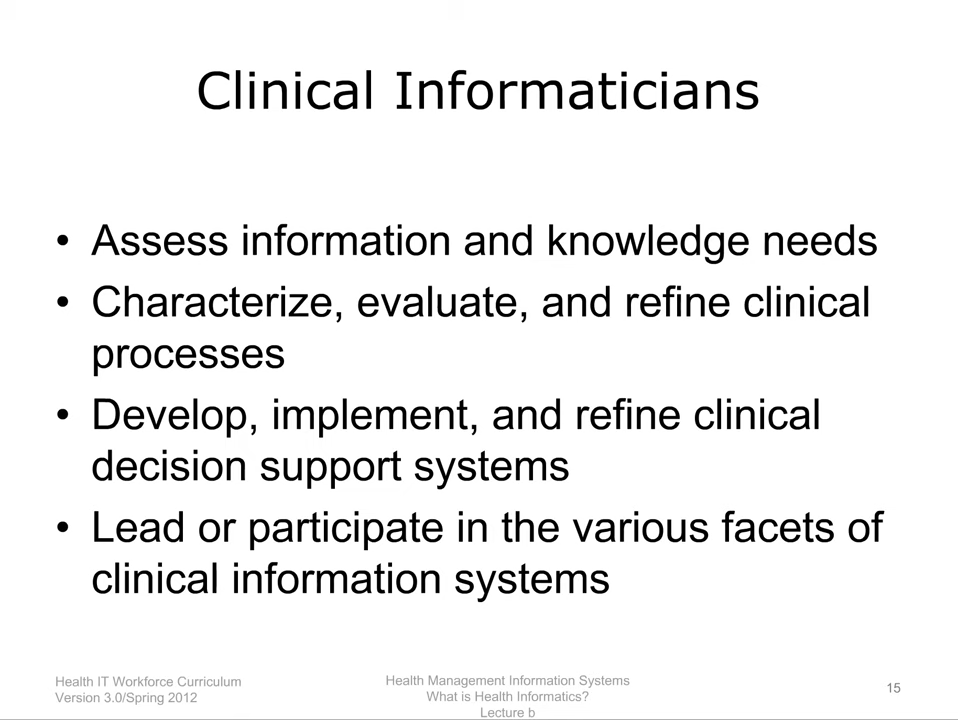 Clinical Informaticians
• Assess information and knowledge needs
• Characterize, evaluate, and refine clinical
processes
• Develop, implement, and refine clinical
decision support systems
• Lead or participate in the various facets of
clinical information systems
Health IT Workforce Curriculum
Version 3.0/Spring 2012
Health Management Information Systems
What is Health Informatics?
Lecture b
15